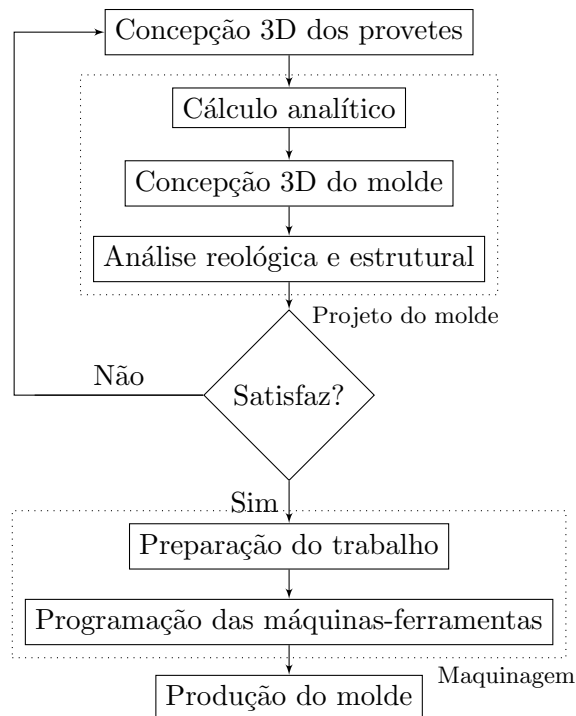 Concepção 3D dos provetes
Cálculo analítico
Concepção 3D do molde
Análise reológica e estrutural
Projeto do molde
Não
Satisfaz?
Sim
Preparação do trabalho
Programação das máquinas-ferramentas
Maquinagem
Produção do molde